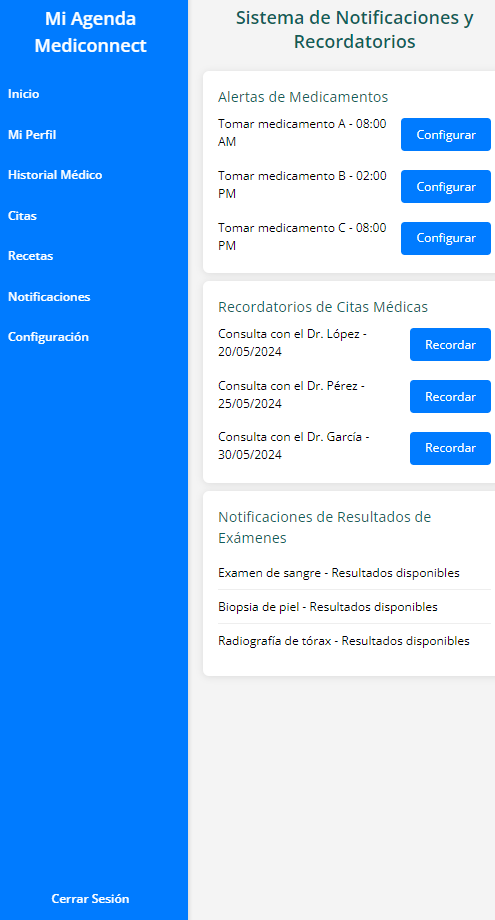 Mi Agenda
Mediconnect
Inicio
Mi Perfil
Historial Médico
Citas
Recetas
Notificaciones
Configuración
Cerrar Sesión
Sistema de Notificaciones y
Recordatorios
Alertas de Medicamentos
Tomar medicamento A - 08:00
AM
Configurar
Tomar medicamento B - 02:00
PM
Configurar
Tomar medicamento C - 08:00
PM
Configurar
Recordatorios de Citas Médicas
Consulta con el Dr. López -
20/05/2024
Recordar
Consulta con el Dr. Pérez -
25/05/2024
Recordar
Consulta con el Dr. García -
30/05/2024
Recordar
Notificaciones de Resultados de
Exámenes
Examen de sangre - Resultados disponibles
Biopsia de piel - Resultados disponibles
Radiografía de tórax - Resultados disponibles